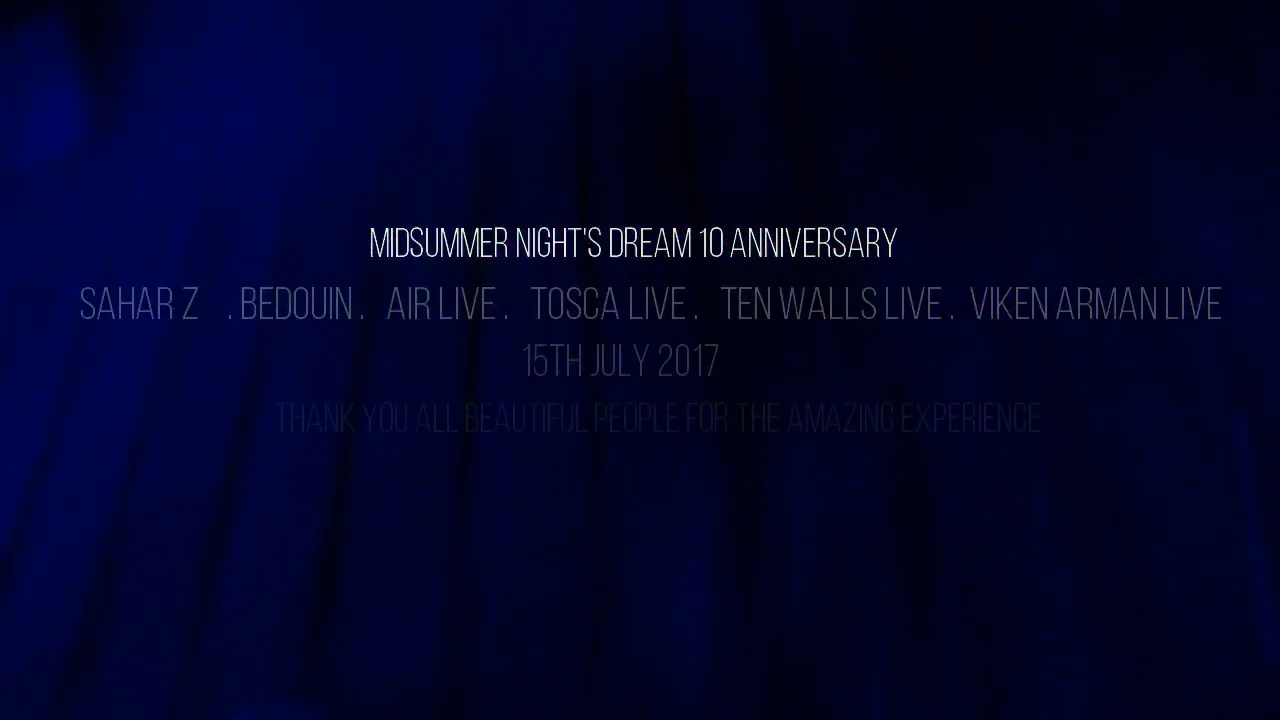 MIDSUMMER NIGHT'S DREAM 10 ANNIVERSARY
SAHAR Z . BEDOUIN . AIR LIVE . TOSCA LIVE . TEN WALLS LIVE . VIKEN ARMAN LIVE
15TH JULY 2017
THANK YOU ALL BEAUTIFUL PEOPLE FOR THE AMAZING EXPERIENCE